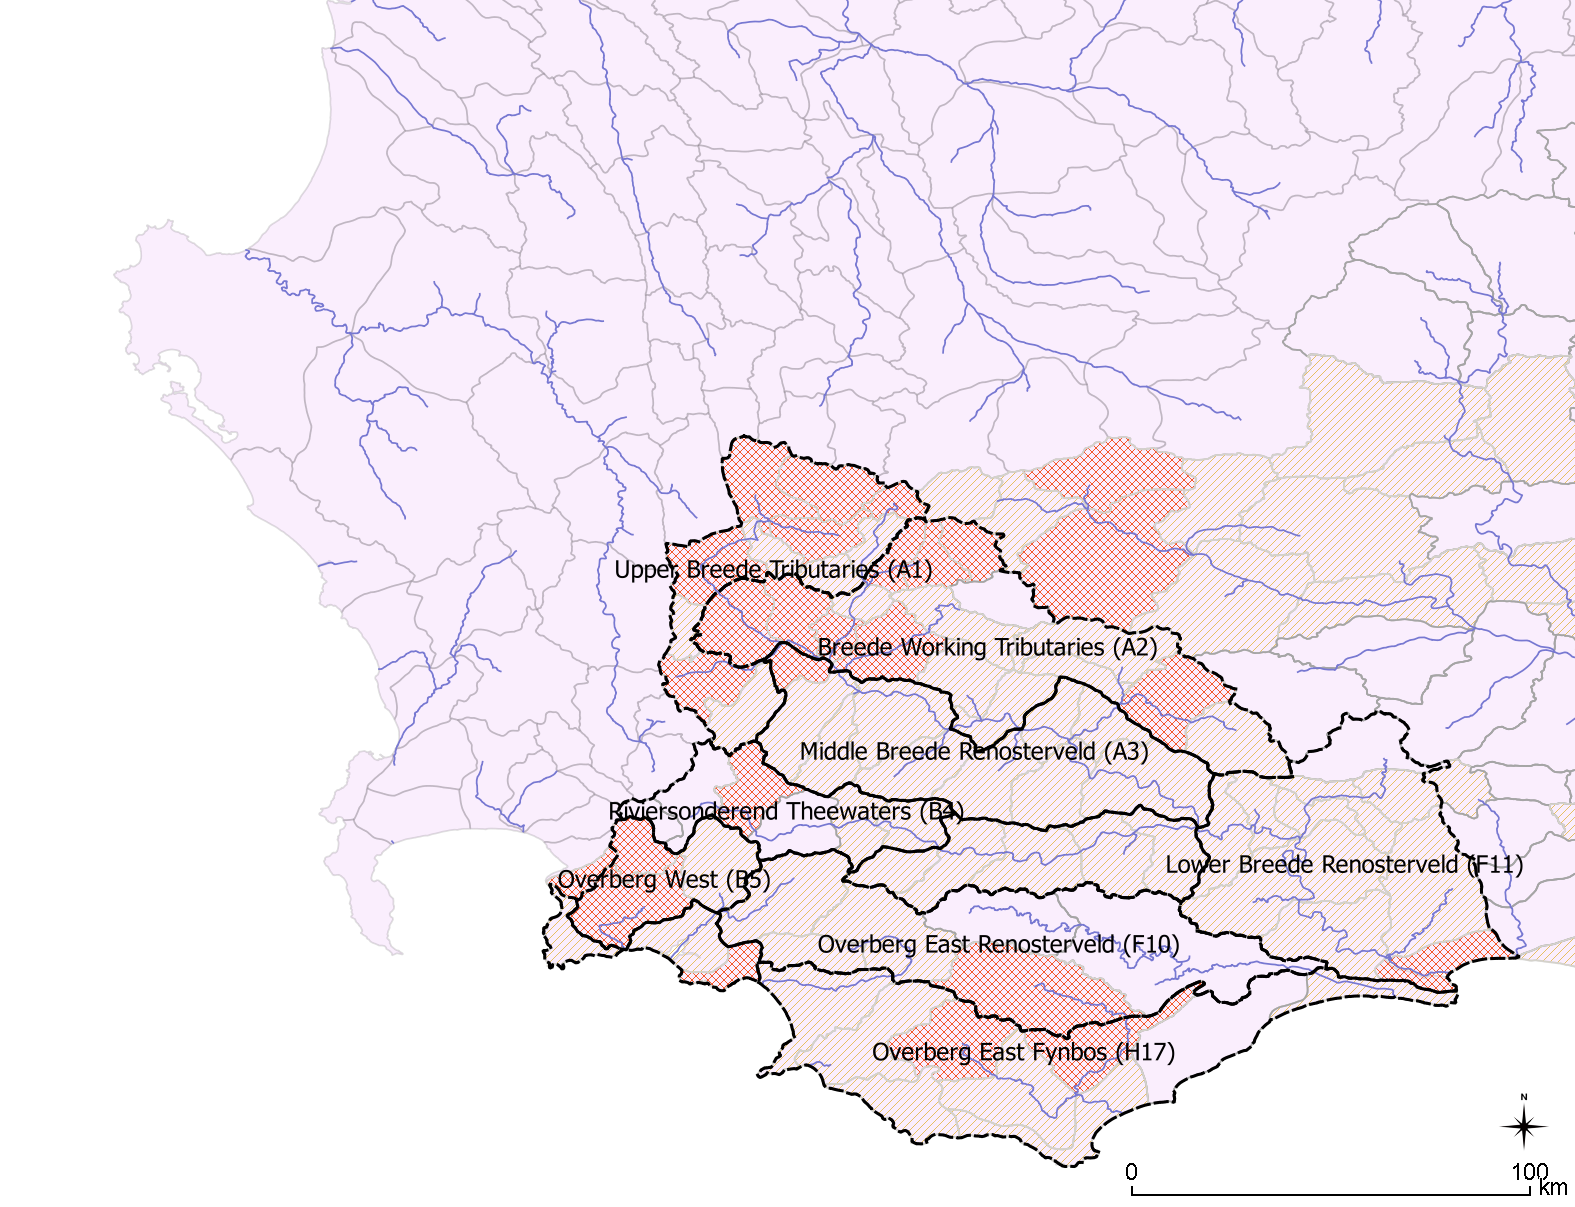 Upper Breede Tributaries (A1)
Breede Working Tributaries (A2)
Middle Breede Renosterveld (A3)
Riviersonderend Theewaters (B4)
Lower Breede Renosterveld (F11)
Overberg West (B5)
Overberg East Renosterveld (F10)
Overberg East Fynbos (H17)
N
0 100
km